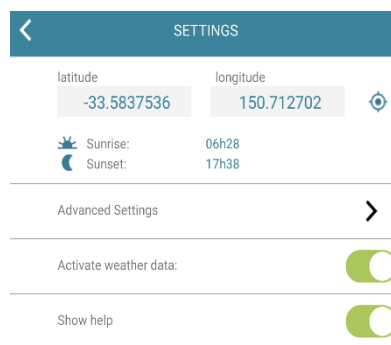 SETTINGS
latitude longitude
-33.5837536 150.712702
Sunrise: 06h28
Sunset: 17h38
Advanced Settings
Activate weather data:
Show help